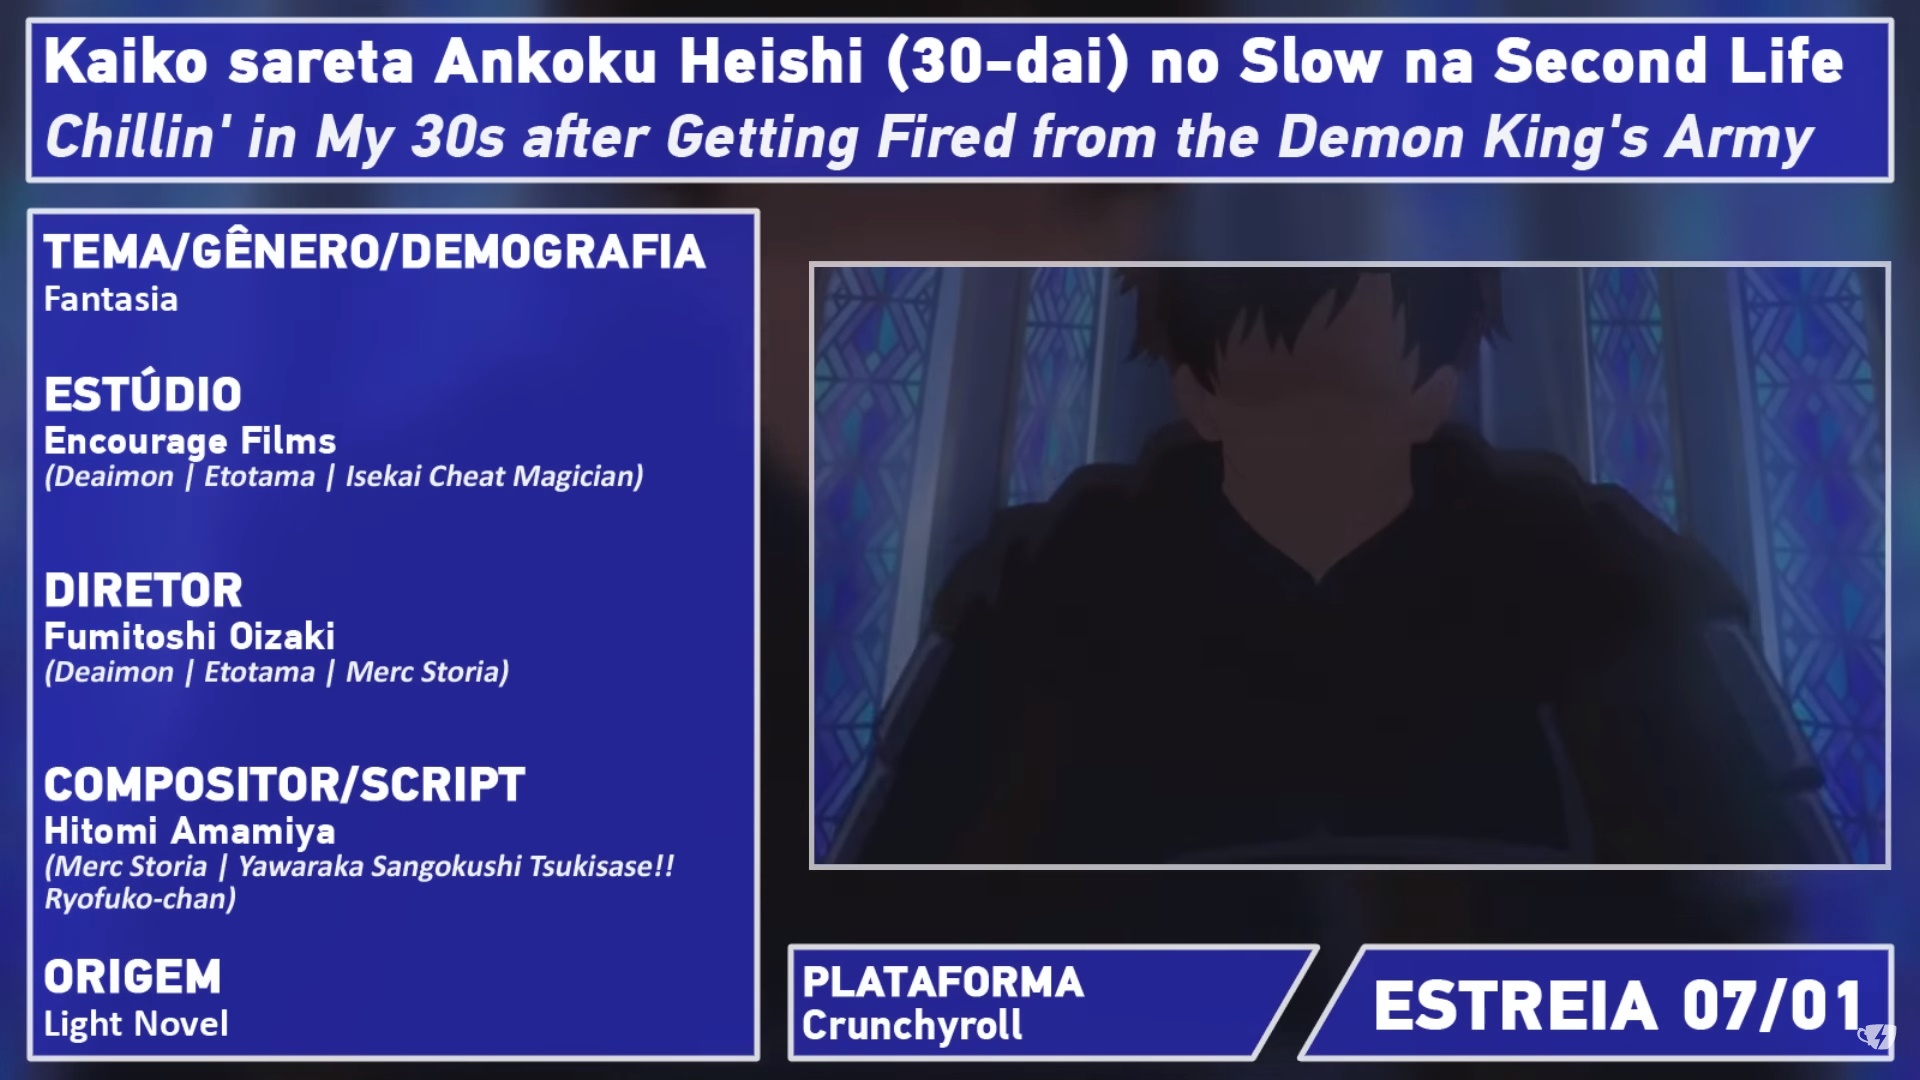 Kaiko sareta Ankoku Heishi (30-dai) no Slow na Second Life
Chillin' in My 30s after Getting Fired from the Demon King's Army
TEMA/GÊNERO/DEMOGRAFIA
Fantasia
ESTÚDIO
Encourage Films
(Deaimon | Etotama | Isekai Cheat Magician)
DIRETOR
Fumitoshi Oizaki
(Deaimon | Etotama | Merc Storia)
COMPOSITOR/SCRIPT
Hitomi Amamiya
(Merc Storia | Yawaraka Sangokushi Tsukisase!!
Ryofuko-chan)
ORIGEM
Light Novel
PLATAFORMA
Crunchyroll
ESTREIA 07/01